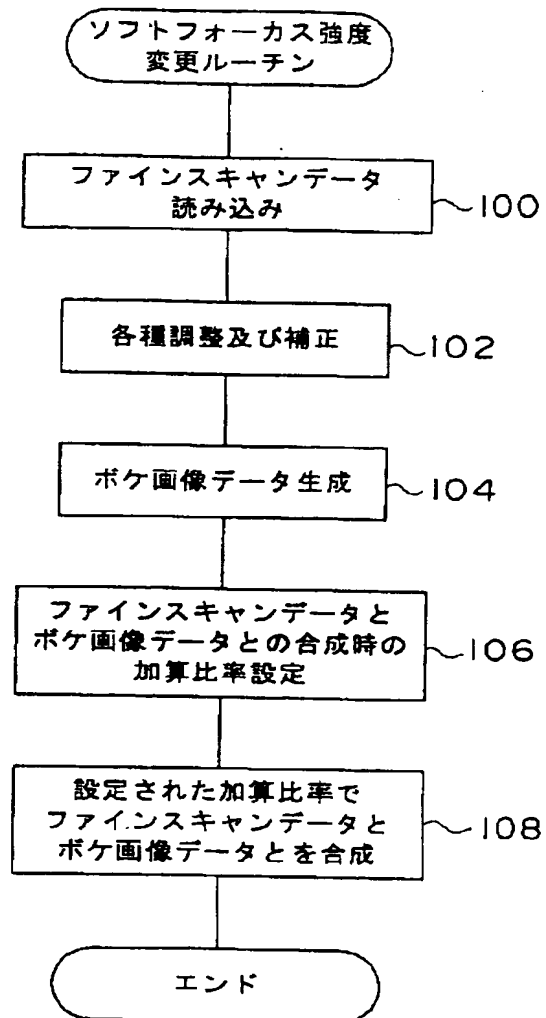 ソフトフォーカス強度
変更ルーチン
ファインスキャンデータ
読み込み
100
各種調整及び補正
102
ボケ画像データ生成
104
ファインスキャンデータと
ボケ画像データとの合成時の
加算比率設定
106
設定された加算比率で
ファインスキャンデータと
ボケ画像データとを合成
108
エンド